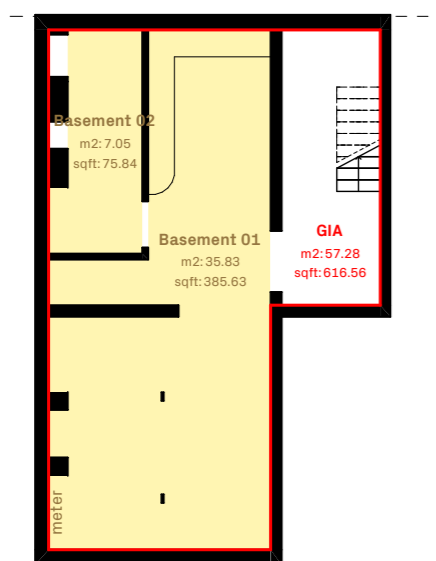 Basement 02
m2: 7.05
sqft: 75.84
Basement 01
m2: 35.83
sqft: 385.63
GIA
m2: 57.28
sqft: 616.56
meter